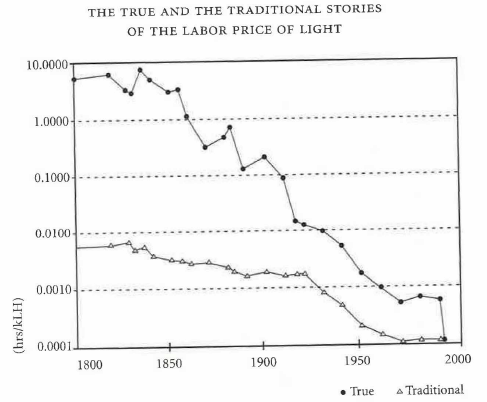 THE TRUE AND THE TRADITIONAL STORIES
OF THE LABOR PRICE OF LIGHT
10.0000
1.0000
0.1000
0.0100
0.0010
0.0001
(hrs/kLH)
1800 1850 1900 1950 2000
True Traditional